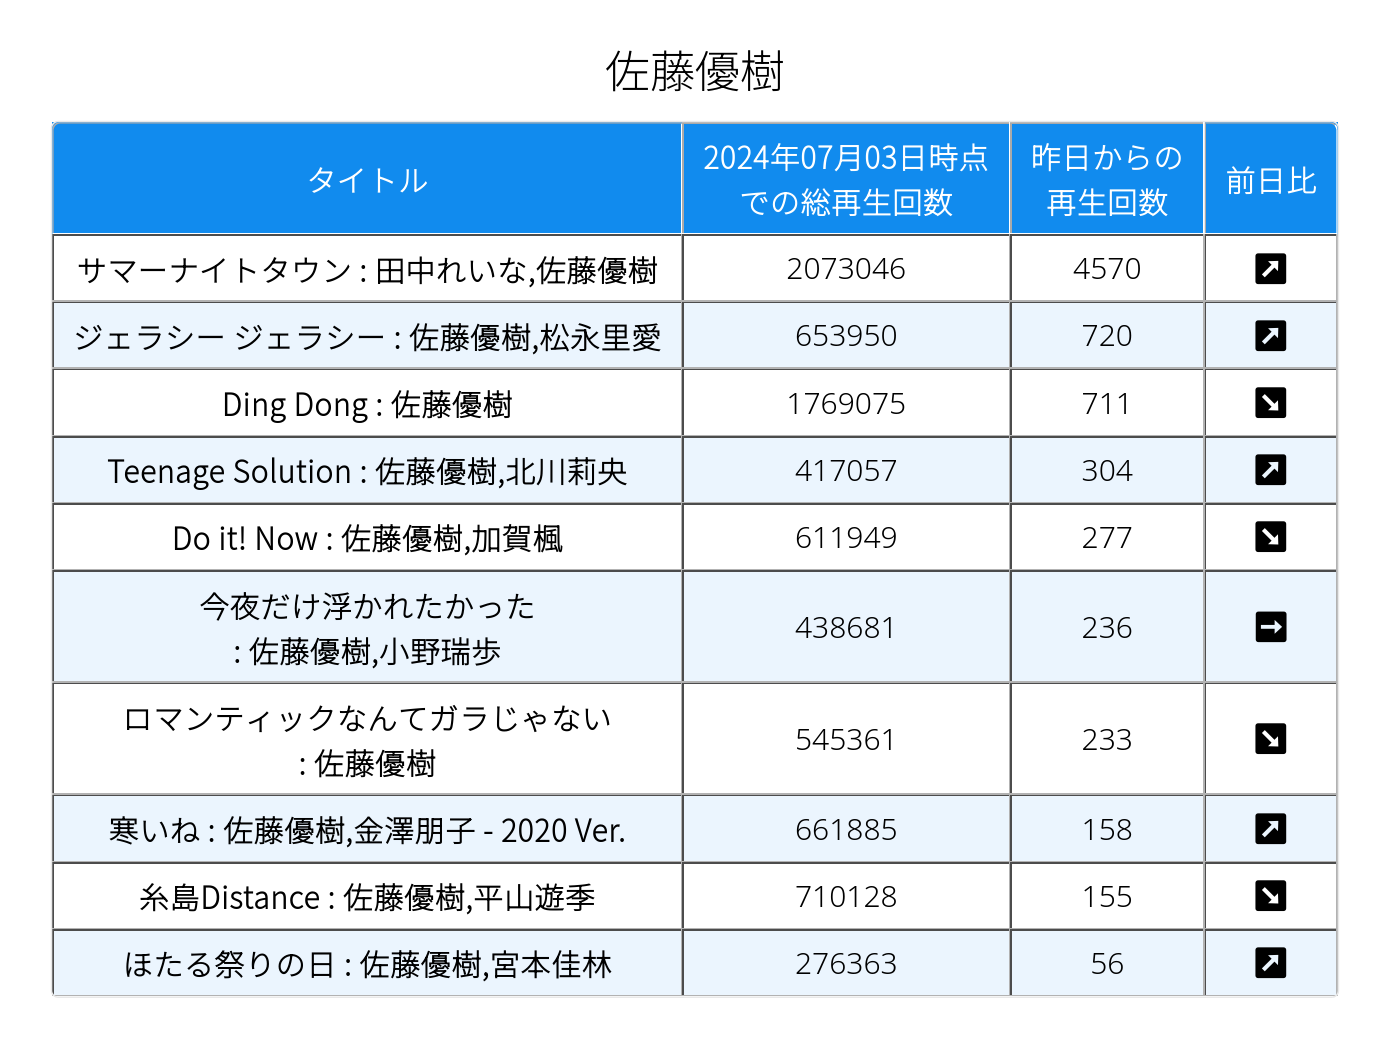 佐藤優樹
タイトル
2024年07月03日時点
での総再生回数
昨日からの
再生回数
前日比
サマーナイトタウン : 田中れいな,佐藤優樹 2073046 4570
ジェラシー ジェラシー : 佐藤優樹,松永里愛 653950 720
Ding Dong : 佐藤優樹 1769075 711
Teenage Solution : 佐藤優樹,北川莉央 417057 304
Do it! Now : 佐藤優樹,加賀楓 611949 277
今夜だけ浮かれたかった
: 佐藤優樹,小野瑞歩 438681 236
ロマンティックなんてガラじゃない
: 佐藤優樹 545361 233
寒いね : 佐藤優樹,金澤朋子 - 2020 Ver. 661885 158
糸島Distance : 佐藤優樹,平山遊季 710128 155
ほたる祭りの日 : 佐藤優樹,宮本佳林 276363 56